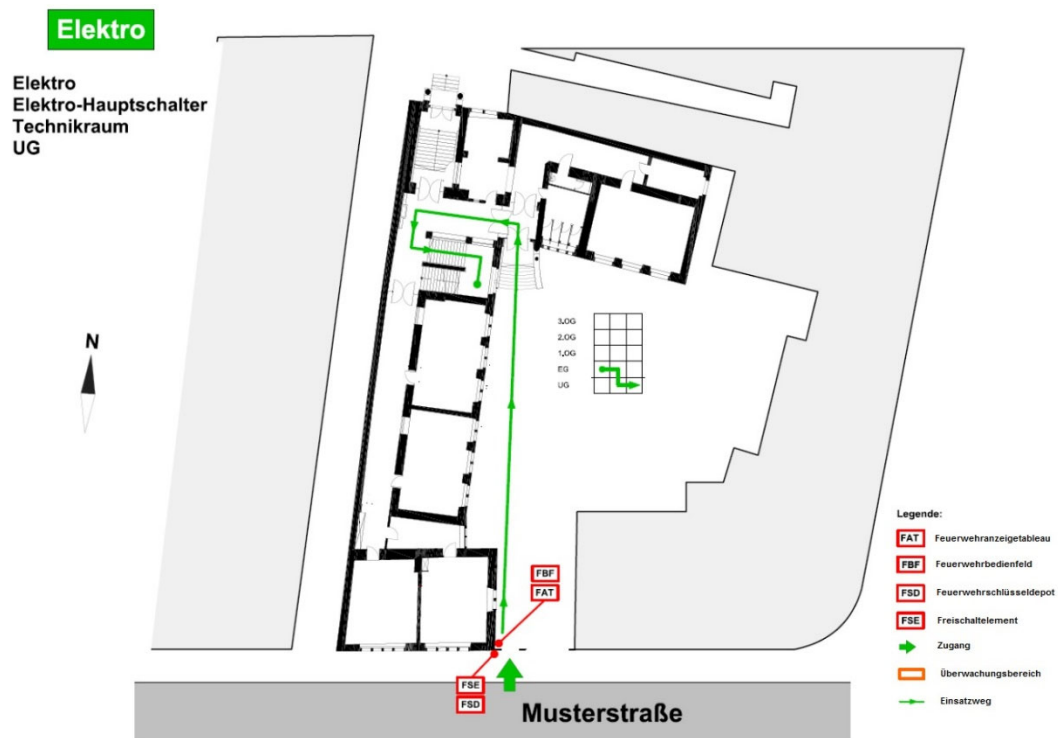 Elektro
Elektro
Elektro-Hauptschalter
Technikraum
UG
N
3.OG
2.OG
1.OG
EG
UG
FBF
FAT
FSE
FSD
Musterstraße
Legende:
FAT Feuerwehranzeigetableau
FBF Feuerwehrbedienfeld
FSD Feuerwehrschlüsseldepot
FSE Freischaltelement
Zugang
Überwachungsbereich
Einsatzweg